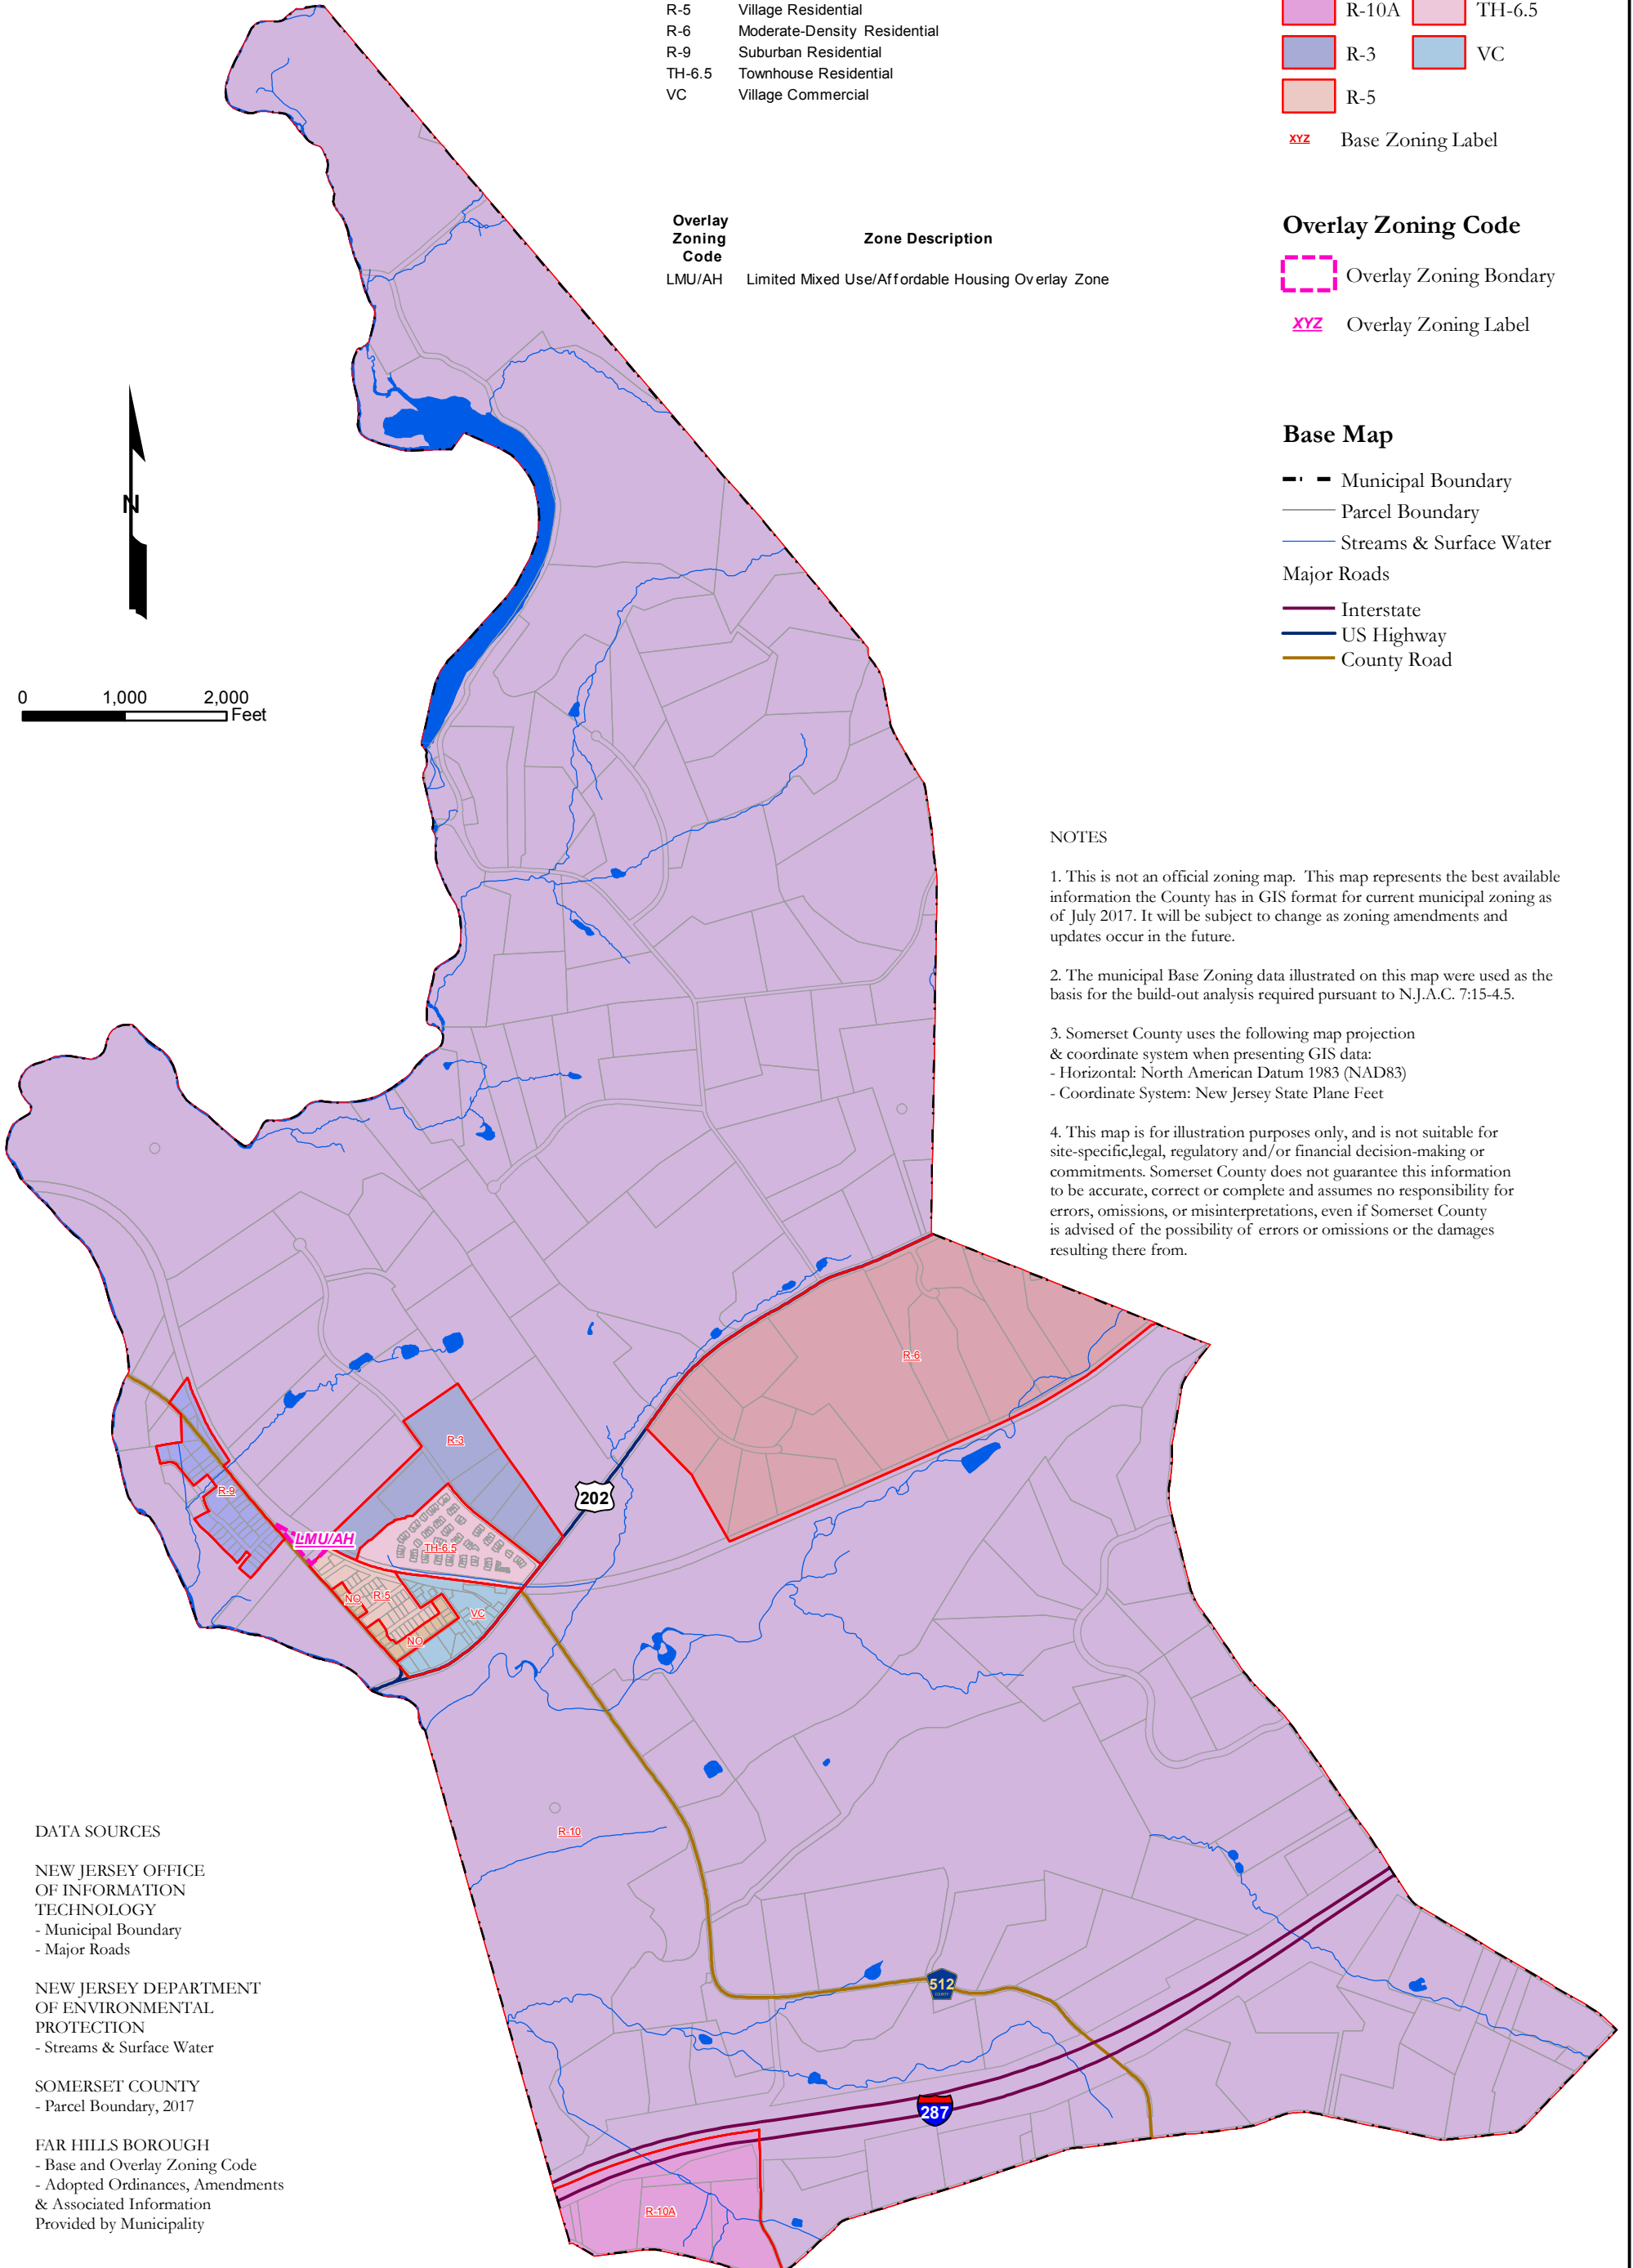 R-5 Village Residential
R-6 Moderate-Density Residential
R-9 Suburban Residential
TH-6.5 Townhouse Residential
VC Village Commercial
R-10A TH-6.5
R-3 VC
R-5
XYZ Base Zoning Label
Overlay
Zoning
Code
Zone Description
LMU/AH Limited Mixed Use/Affordable Housing Overlay Zone
Overlay Zoning Code
Overlay Zoning Bondary
XYZ Overlay Zoning Label
Base Map
Municipal Boundary
Parcel Boundary
Streams & Surface Water
Major Roads
Interstate
US Highway
County Road
N
0 1,000 2,000
Feet
NOTES
1. This is not an official zoning map. This map represents the best available
information the County has in GIS format for current municipal zoning as
of July 2017. It will be subject to change as zoning amendments and
updates occur in the future.
2. The municipal Base Zoning data illustrated on this map were used as the
basis for the build-out analysis required pursuant to N.J.A.C. 7:15-4.5.
3. Somerset County uses the following map projection
& coordinate system when presenting GIS data:
- Horizontal: North American Datum 1983 (NAD83)
- Coordinate System: New Jersey State Plane Feet
4. This map is for illustration purposes only, and is not suitable for
site-specific,legal, regulatory and/or financial decision-making or
commitments. Somerset County does not guarantee this information
to be accurate, correct or complete and assumes no responsibility for
errors, omissions, or misinterpretations, even if Somerset County
is advised of the possibility of errors or omissions or the damages
resulting there from.
R-6
R-3
R-9
202
LMU/AH
TH-6.5
NO
R-5
VC
NO
R-10
512
COUNTY
287
R-10A
DATA SOURCES
NEW JERSEY OFFICE
OF INFORMATION
TECHNOLOGY
- Municipal Boundary
- Major Roads
NEW JERSEY DEPARTMENT
OF ENVIRONMENTAL
PROTECTION
- Streams & Surface Water
SOMERSET COUNTY
- Parcel Boundary, 2017
FAR HILLS BOROUGH
- Base and Overlay Zoning Code
- Adopted Ordinances, Amendments
& Associated Information
Provided by Municipality